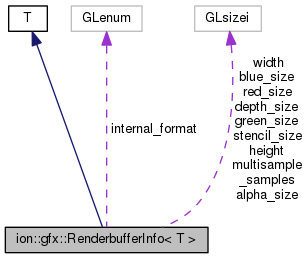 T
GLenum
GLsizei
width
blue_size
red_size
depth_size
green_size
stencil_size
height
multisample
_samples
alpha_size
internal_format
ion::gfx::RenderbufferInfo< T >